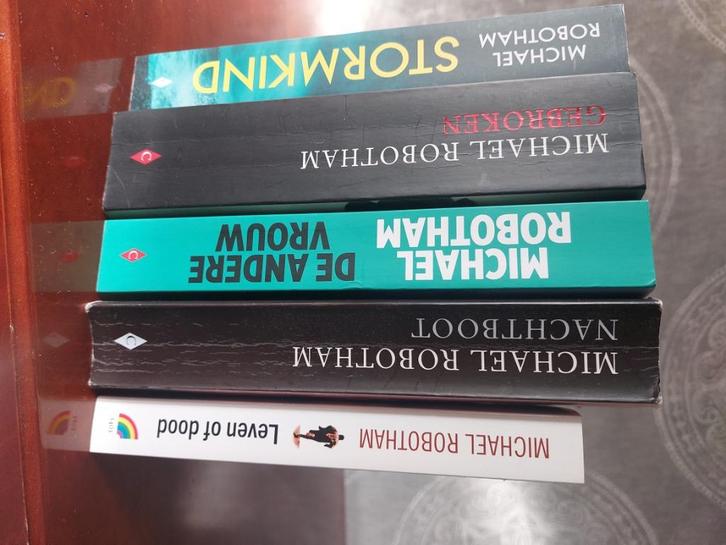 MICHAEL
ROBOTHAM
STORMKIND
MICHAEL ROBOTHAM
GEBROKEN
MICHAEL
ROBOTHAM
DE ANDERE
VROUW
MICHAEL ROBOTHAM
NACHTBOOT
MICHAEL ROBOTHAM
Leven of dood